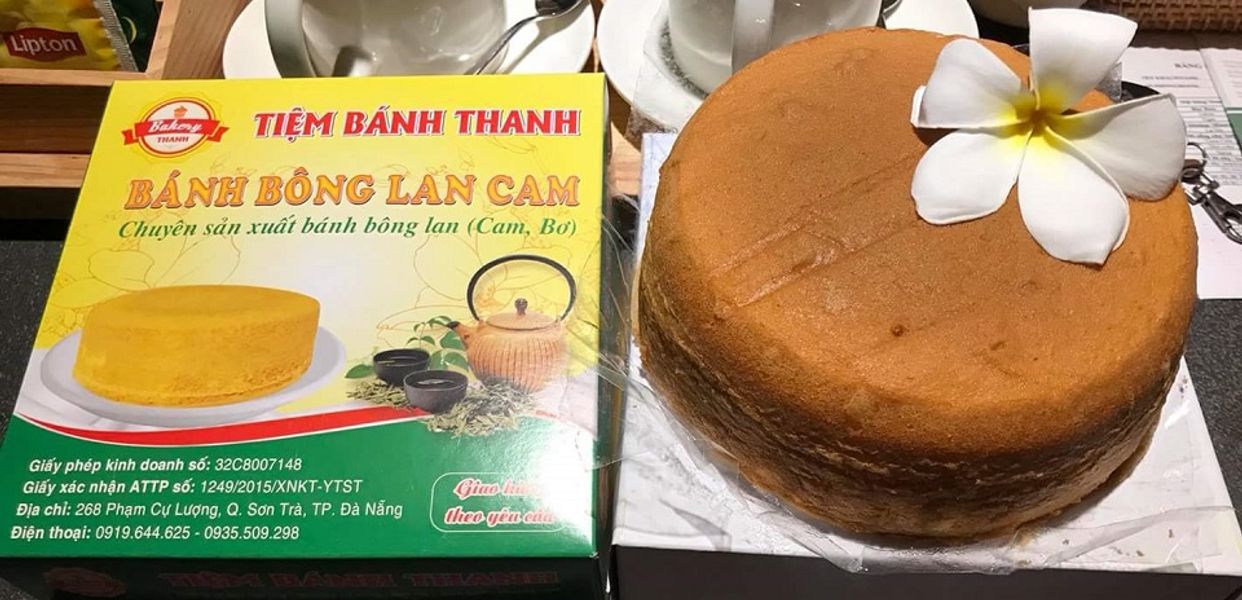 Lipton
Bakery
THANH
TIỆM BÁNH THANH
BÁNH BÔNG LAN CAM
Chuyên sản xuất bánh bông lan (Cam, Bơ)
Giấy phép kinh doanh số: 32C8007148
Giấy xác nhận ATTP số: 1249/2015/XNKT-YTST
Địa chỉ: 268 Phạm Cự Lượng, Q. Sơn Trà, TP. Đà Nẵng
Điện thoại: 0919.644.625 - 0935.509.298
Giao hàng
theo yêu cầu
TIỆM BÁNH THANH
BẢNG